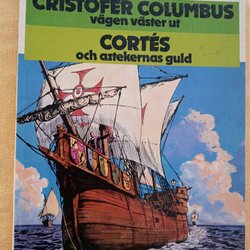 CRISTOFER COLUMBUS
vägen väster ut
CORTÉS
och aztekernas guld